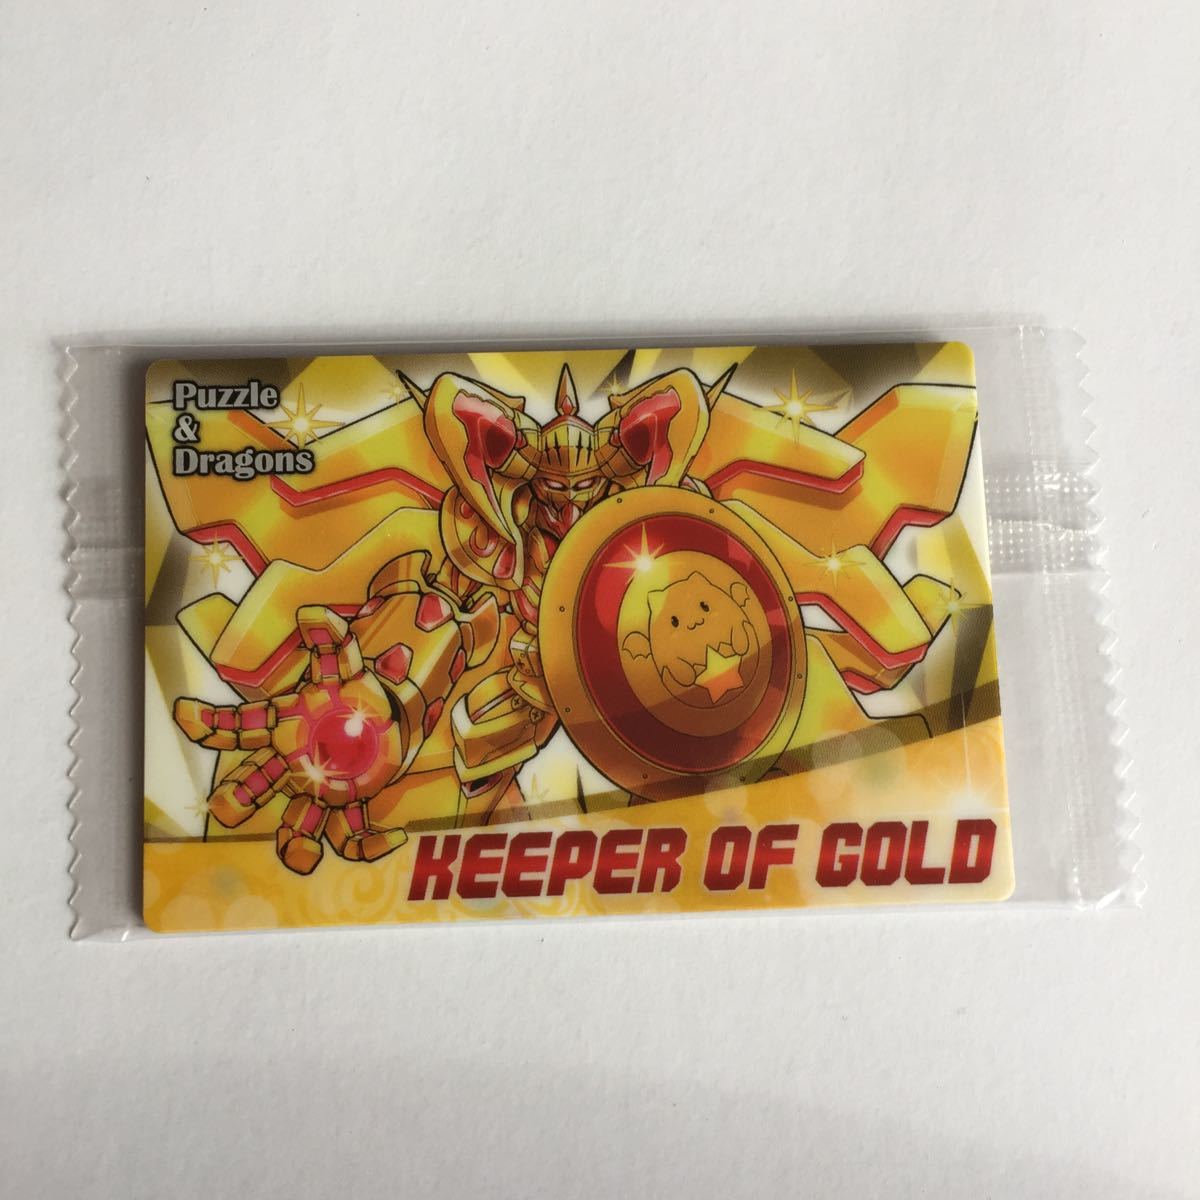 Puzzle
&
Dragons
KEEPER OF GOLD